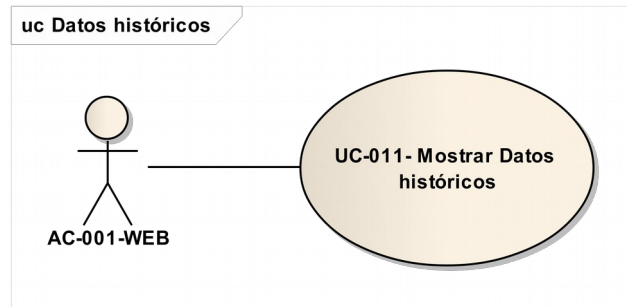 uc Datos históricos
UC-011- Mostrar Datos
históricos
AC-001-WEB